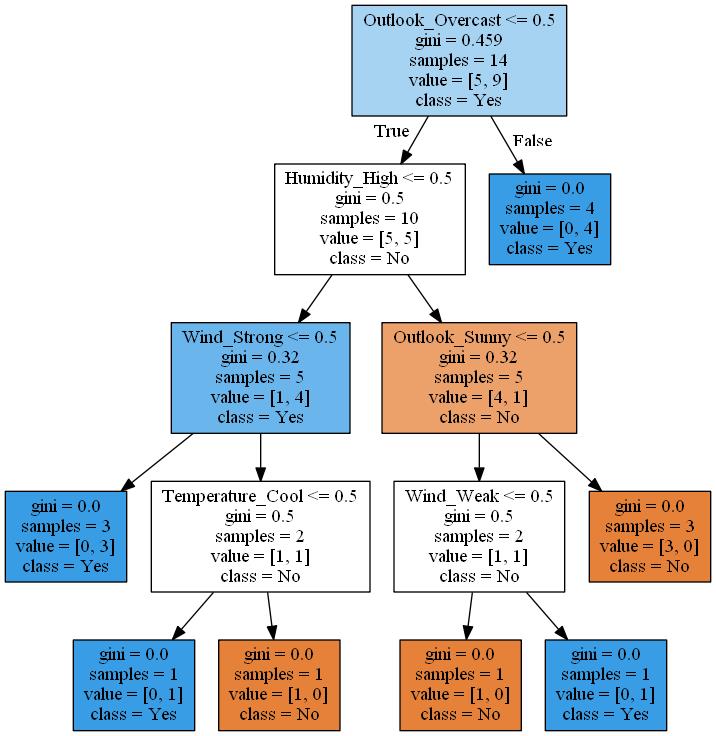 Outlook_Overcast <= 0.5
gini = 0.459
samples = 14
value = [5, 9]
class = Yes
True
False
Humidity_High <= 0.5
gini = 0.5
samples = 10
value = [5, 5]
class = No
gini = 0.0
samples = 4
value = [0, 4]
class = Yes
Wind_Strong <= 0.5
gini = 0.32
samples = 5
value = [1, 4]
class = Yes
Outlook_Sunny <= 0.5
gini = 0.32
samples = 5
value = [4, 1]
class = No
gini = 0.0
samples = 3
value = [0, 3]
class = Yes
Temperature_Cool <= 0.5
gini = 0.5
samples = 2
value = [1, 1]
class = No
Wind_Weak <= 0.5
gini = 0.5
samples = 2
value = [1, 1]
class = No
gini = 0.0
samples = 3
value = [3, 0]
class = No
gini = 0.0
samples = 1
value = [0, 1]
class = Yes
gini = 0.0
samples = 1
value = [1, 0]
class = No
gini = 0.0
samples = 1
value = [1, 0]
class = No
gini = 0.0
samples = 1
value = [0, 1]
class = Yes